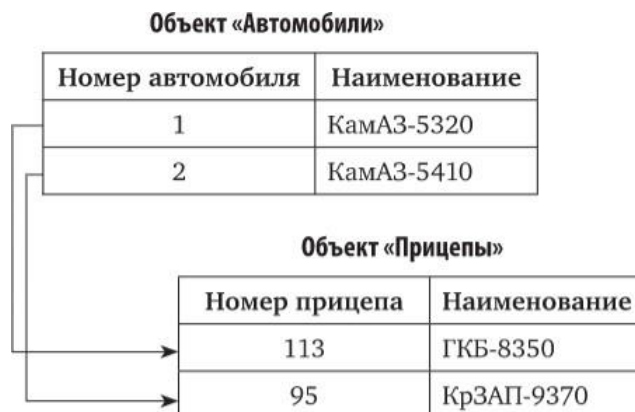 Объект «Автомобили»
Номер автомобиля Наименование
1 КамАЗ-5320
2 КамАЗ-5410
Объект «Прицепы»
Номер прицепа Наименование
113 ГКБ-8350
95 КрЗАП-9370